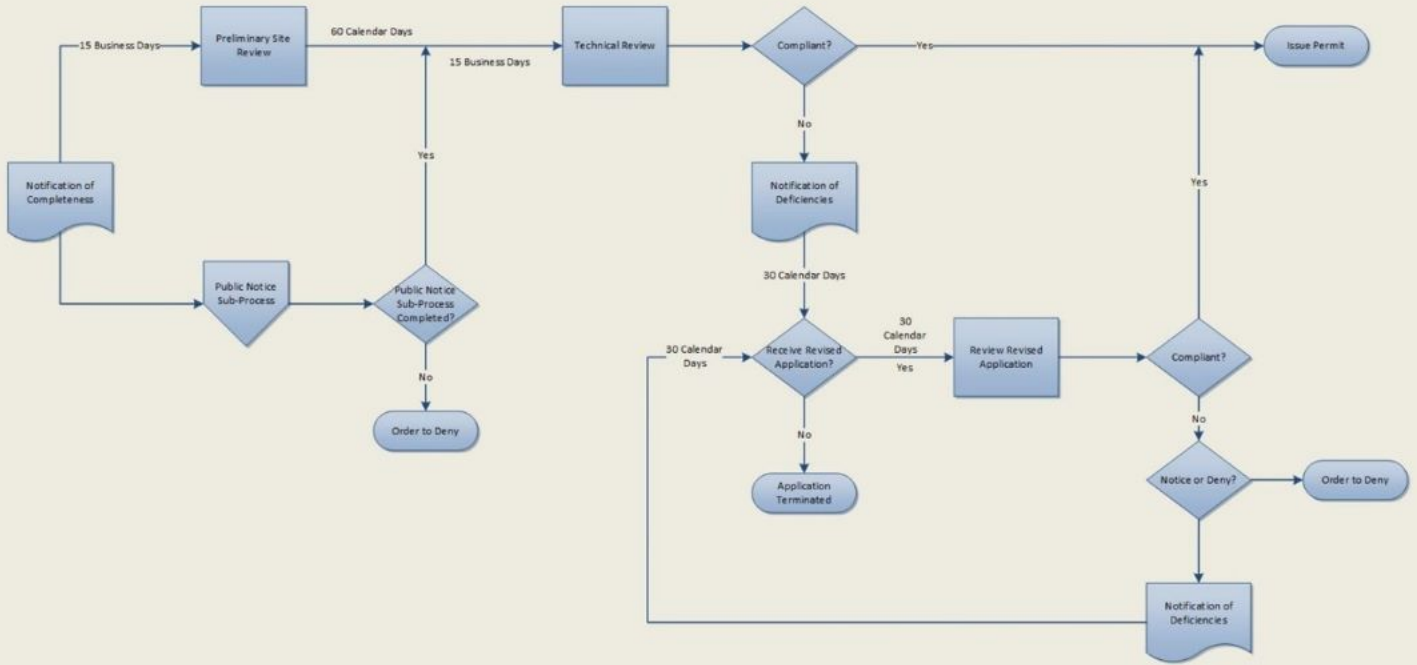 15 Business Days
Preliminary Site
Review
60 Calendar Days
15 Business Days
Technical Review
Compliant?
Yes
Issue Permit
No
Yes
Notification of
Completeness
Notification of
Deficiencies
Yes
30 Calendar Days
Public Notice
Sub-Process
Public Notice
Sub-Process
Completed?
No
Order to Deny
30 Calendar
Days
Receive Revised
Application?
30
Calendar
Days
Yes
Review Revised
Application
Compliant?
No
No
Application
Terminated
Notice or Deny?
Order to Deny
Notification of
Deficiencies